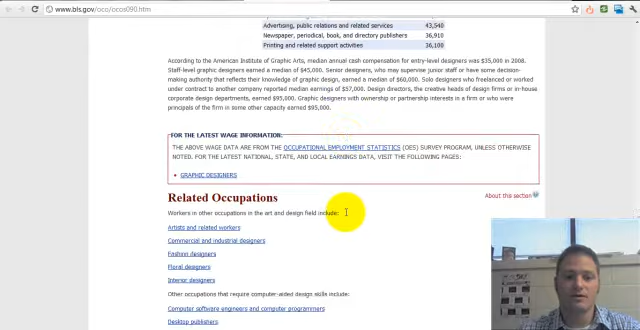 www.bls.gov/oco/ocos090.htm
Advertising, public relations and related services 43,540
Newspaper, periodical, book, and directory publishers 36,910
Printing and related support activities 36,100
According to the American Institute of Graphic Arts, median annual cash compensation for entry-level designers was $35,000 in 2008.
Staff-level graphic designers earned a median of $45,000. Senior designers, who may supervise junior staff or have some decision-
making authority that reflects their knowledge of graphic design, earned a median of $60,000. Solo designers who freelanced or worked
under contract to another company reported median earnings of $57,000. Design directors, the creative heads of design firms or in-house
corporate design departments, earned $95,000. Graphic designers with ownership or partnership interests in a firm or who were
principals of the firm in some other capacity earned $95,000.
FOR THE LATEST WAGE INFORMATION:
THE ABOVE WAGE DATA ARE FROM THE OCCUPATIONAL EMPLOYMENT STATISTICS (OES) SURVEY PROGRAM, UNLESS OTHERWISE
NOTED. FOR THE LATEST NATIONAL, STATE, AND LOCAL EARNINGS DATA, VISIT THE FOLLOWING PAGES:
• GRAPHIC DESIGNERS
Related Occupations
About this section
Workers in other occupations in the art and design field include:
Artists and related workers
Commercial and industrial designers
Fashion designers
Floral designers
Interior designers
Other occupations that require computer-aided design skills include:
Computer software engineers and computer programmers
Desktop publishers